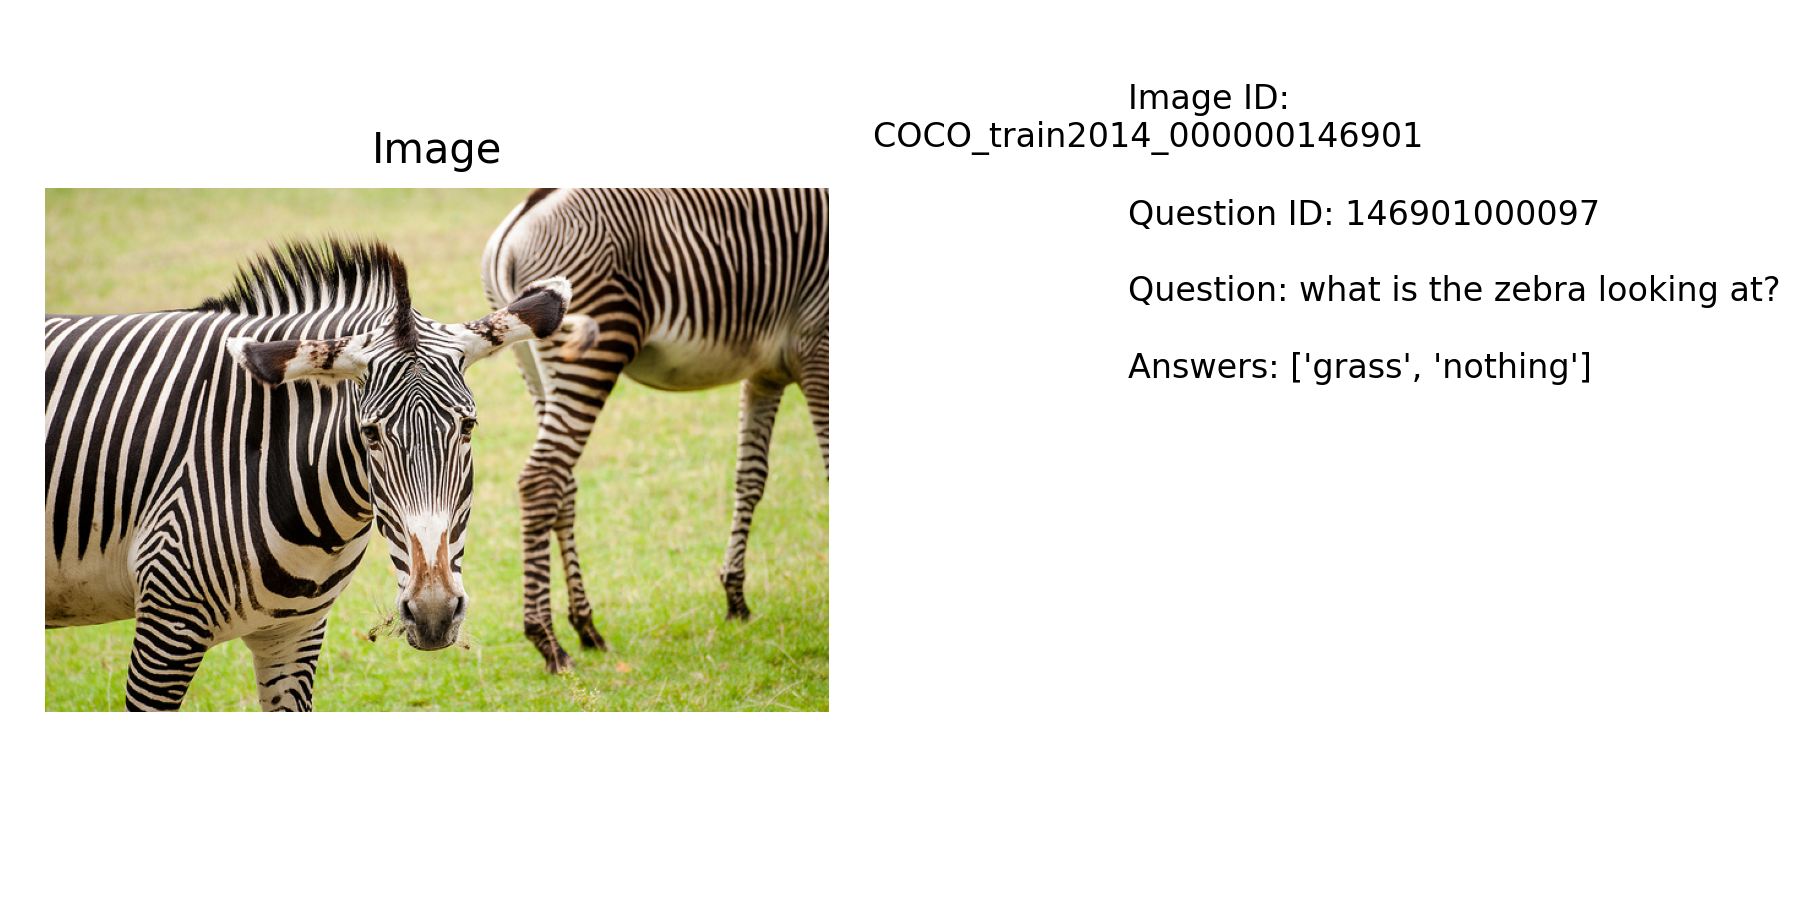 Image
Image ID:
COCO_train2014_000000146901
Question ID: 146901000097
Question: what is the zebra looking at?
Answers: ['grass', 'nothing']